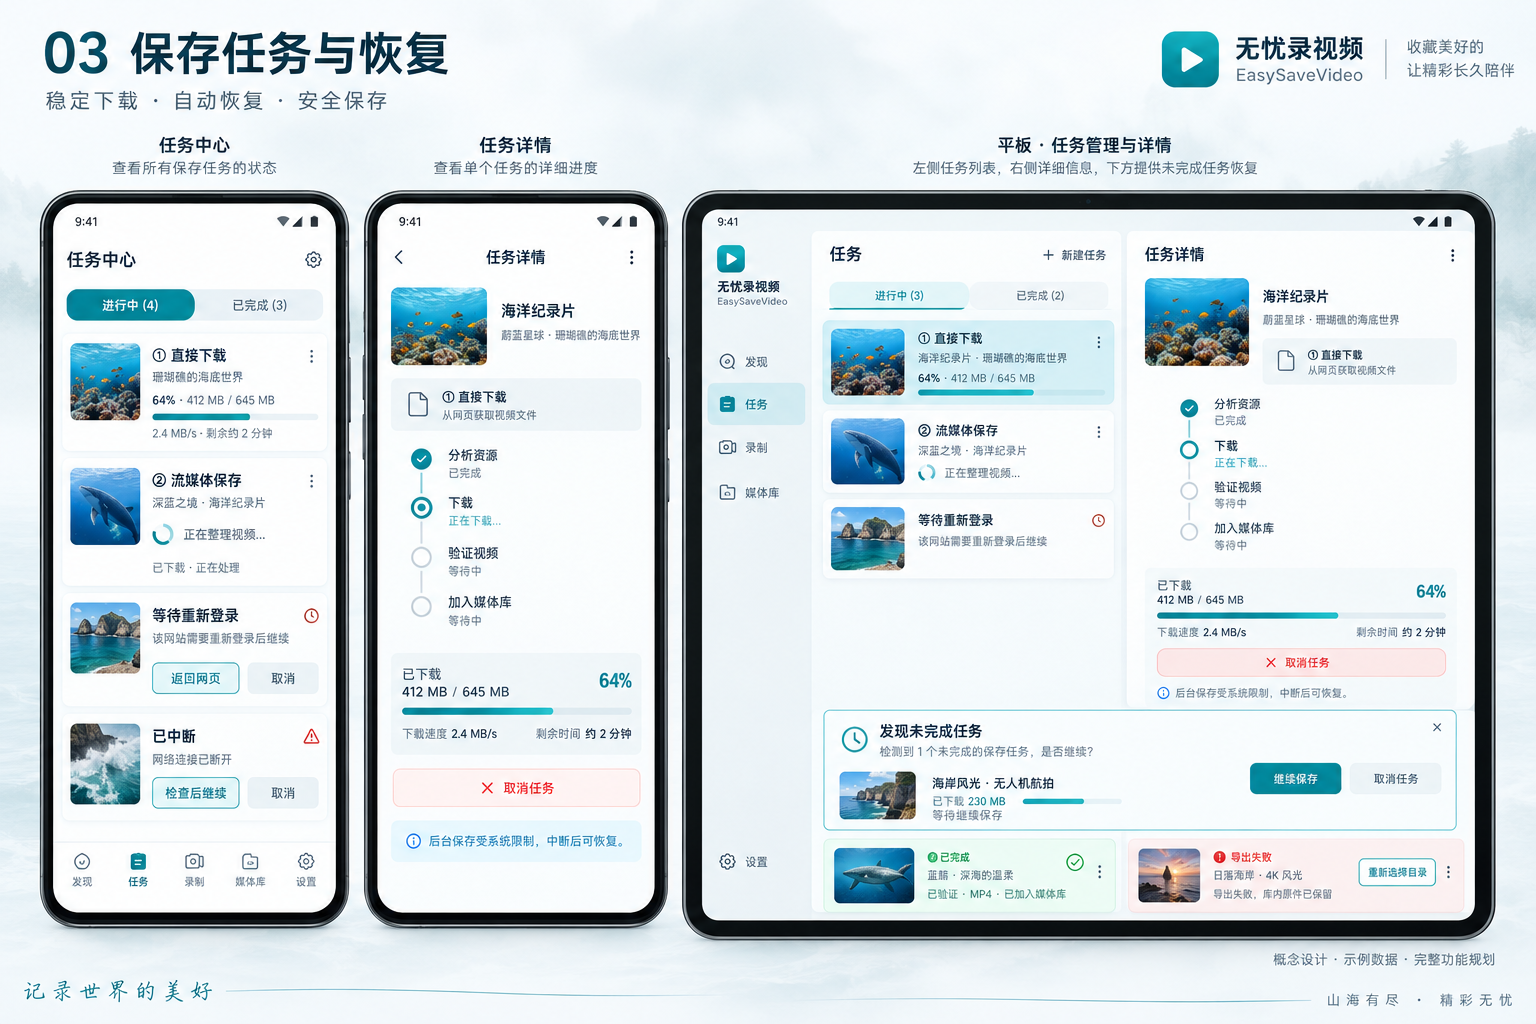 03 保存任务与恢复
稳定下载 · 自动恢复 · 安全保存
无忧录视频
EasySaveVideo
收藏美好的
让精彩长久陪伴
任务中心
查看所有保存任务的状态
9:41
任务中心
进行中 (4)
已完成 (3)
① 直接下载
珊瑚礁的海底世界
64% · 412 MB / 645 MB
2.4 MB/s · 剩余约 2 分钟
② 流媒体保存
深蓝之境 · 海洋纪录片
正在整理视频...
已下载 · 正在处理
等待重新登录
该网站需要重新登录后继续
返回网页
取消
已中断
网络连接已断开
检查后继续
取消
发现
任务
录制
媒体库
设置
任务详情
查看单个任务的详细进度
9:41
任务详情
海洋纪录片
蔚蓝星球 · 珊瑚礁的海底世界
① 直接下载
从网页获取视频文件
分析资源
已完成
下载
正在下载...
验证视频
等待中
加入媒体库
等待中
已下载
412 MB / 645 MB
64%
下载速度 2.4 MB/s
剩余时间 约 2 分钟
取消任务
后台保存受系统限制，中断后可恢复。
平板 · 任务管理与详情
左侧任务列表，右侧详细信息，下方提供未完成任务恢复
9:41
无忧录视频
EasySaveVideo
发现
任务
录制
媒体库
设置
任务
新建任务
进行中 (3)
已完成 (2)
① 直接下载
海洋纪录片 · 珊瑚礁的海底世界
64% · 412 MB / 645 MB
② 流媒体保存
深蓝之境 · 海洋纪录片
正在整理视频...
等待重新登录
该网站需要重新登录后继续
任务详情
海洋纪录片
蔚蓝星球 · 珊瑚礁的海底世界
① 直接下载
从网页获取视频文件
分析资源
已完成
下载
正在下载...
验证视频
等待中
加入媒体库
等待中
已下载
412 MB / 645 MB
64%
下载速度 2.4 MB/s
剩余时间 约 2 分钟
取消任务
后台保存受系统限制，中断后可恢复。
发现未完成任务
检测到 1 个未完成的保存任务，是否继续？
海岸风光 · 无人机航拍
已下载 230 MB
等待继续保存
继续保存
取消任务
已完成
深海的温柔
已验证 · MP4 · 已加入媒体库
导出失败
日落海岸 · 4K 风光
导出失败，库内原件已保留
重新选择目录
概念设计 · 示例数据 · 完整功能规划
记录世界的美好
山海有尽 · 精彩无忧